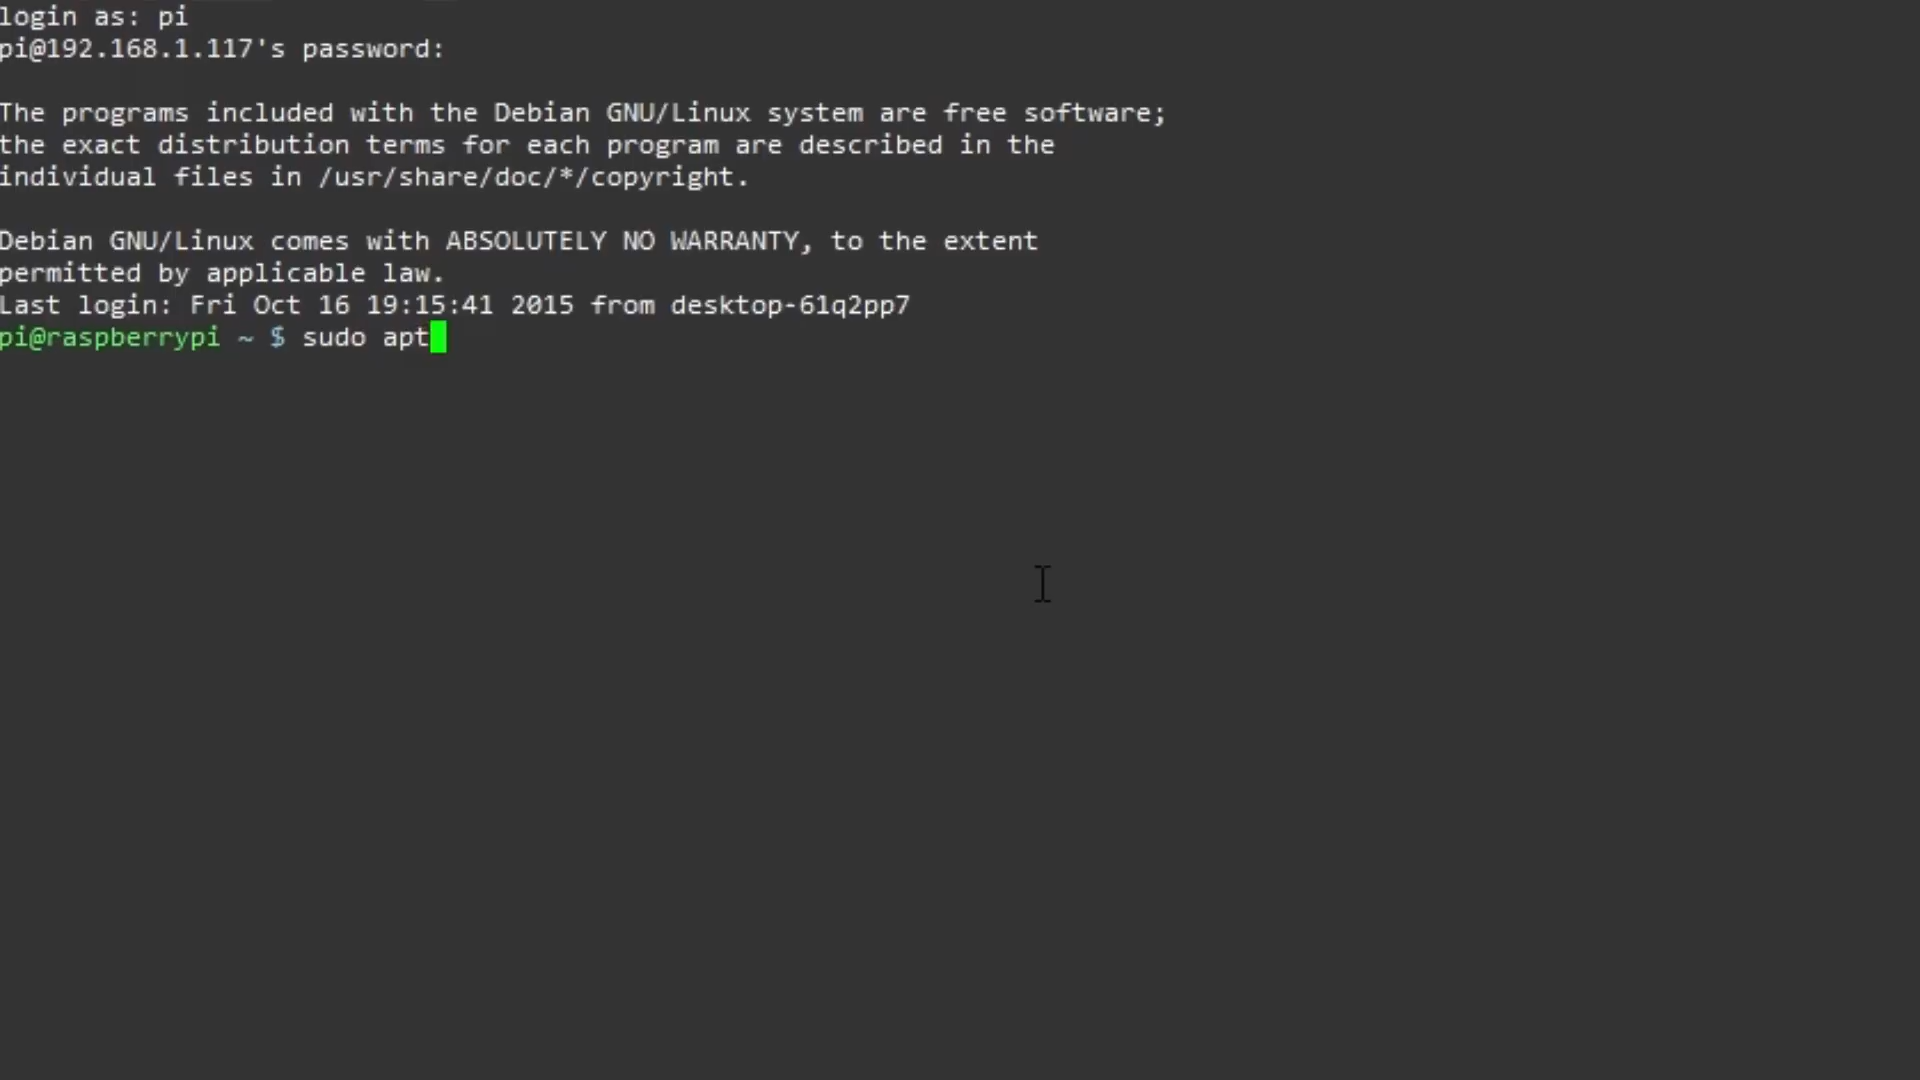 login as: pi
pi@192.168.1.117's password:
The programs included with the Debian GNU/Linux system are free software;
the exact distribution terms for each program are described in the
individual files in /usr/share/doc/*/copyright.
Debian GNU/Linux comes with ABSOLUTELY NO WARRANTY, to the extent
permitted by applicable law.
Last login: Fri Oct 16 19:15:41 2015 from desktop-61q2pp7
pi@raspberrypi ~ $ sudo apt